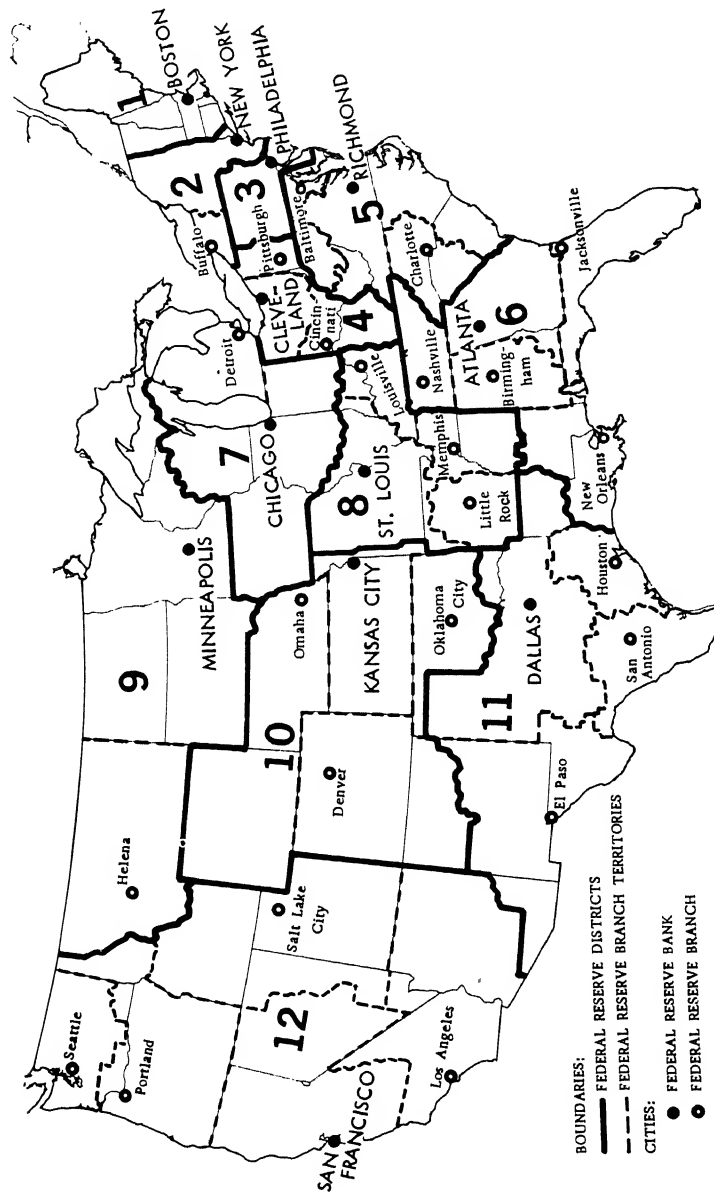 1
BOSTON
2
NEW YORK
3
PHILADELPHIA
Buffalo
Pittsburgh
Baltimore
RICHMOND
5
Charlotte
CLEVE-
LAND
Cincin-
nati
4
Detroit
7
CHICAGO
Louisville
Nashville
ATLANTA
6
Birming-
ham
Jacksonville
8
ST. LOUIS
Memphis
Little
Rock
New
Orleans
9
MINNEAPOLIS
Helena
10
Omaha
KANSAS CITY
Denver
Oklahoma
City
11
DALLAS
Houston
San
Antonio
El Paso
12
Seattle
Portland
Salt Lake
City
SAN
FRANCISCO
Los Angeles
BOUNDARIES:
FEDERAL RESERVE DISTRICTS
FEDERAL RESERVE BRANCH TERRITORIES
CITIES:
FEDERAL RESERVE BANK
FEDERAL RESERVE BRANCH